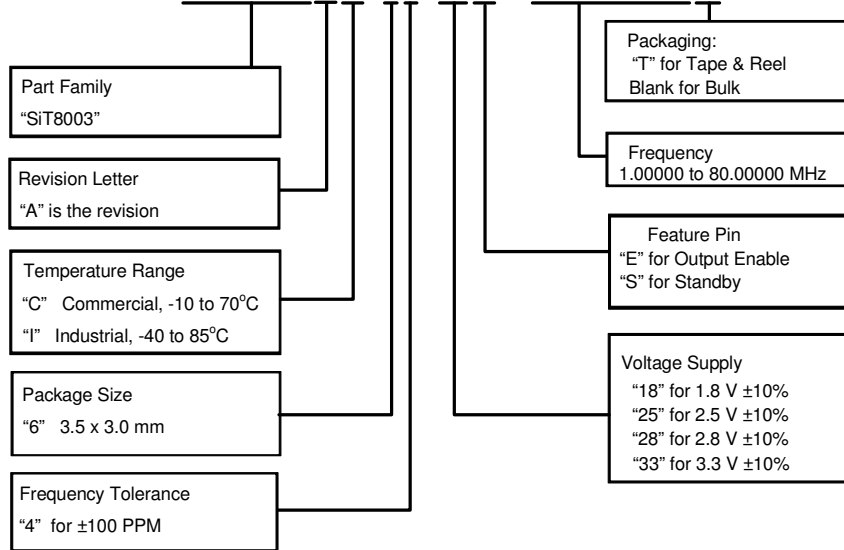 Part Family
“SiT8003”
Revision Letter
“A” is the revision
Temperature Range
“C” Commercial, -10 to 70°C
“I” Industrial, -40 to 85°C
Package Size
“6” 3.5 x 3.0 mm
Frequency Tolerance
“4” for ±100 PPM
Packaging:
“T” for Tape & Reel
Blank for Bulk
Frequency
1.00000 to 80.00000 MHz
Feature Pin
“E” for Output Enable
“S” for Standby
Voltage Supply
“18” for 1.8 V ±10%
“25” for 2.5 V ±10%
“28” for 2.8 V ±10%
“33” for 3.3 V ±10%